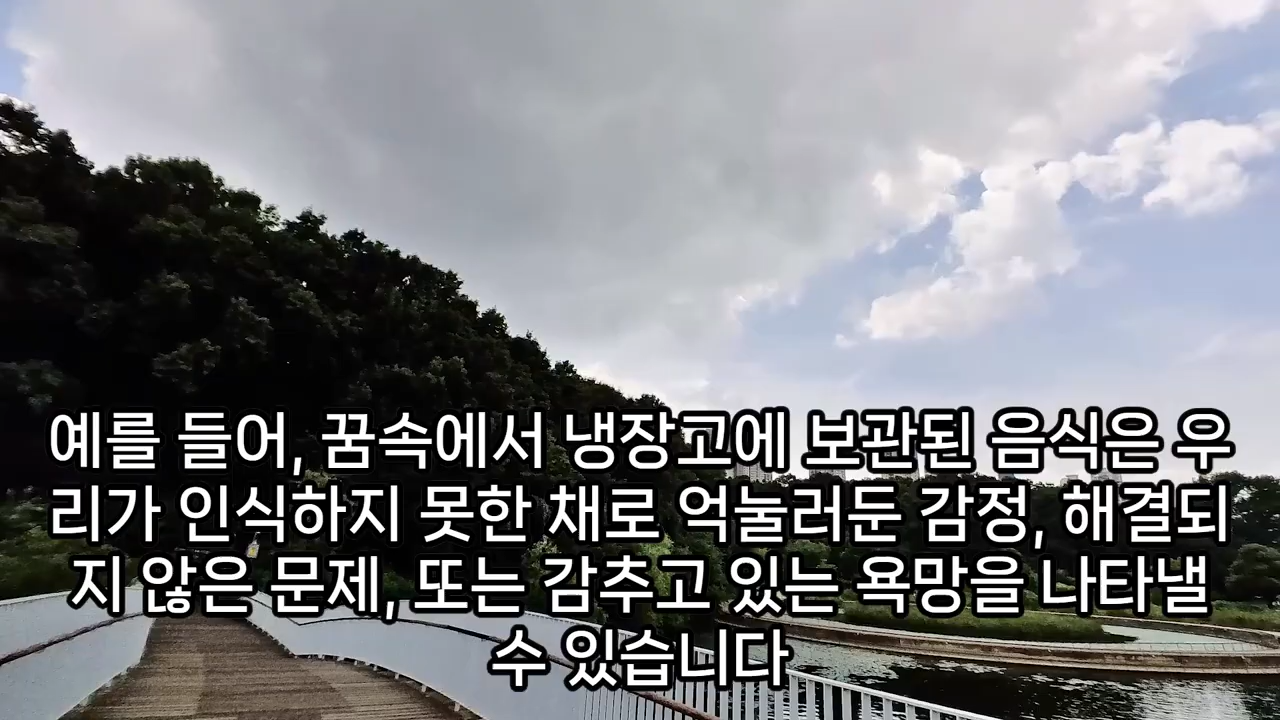 예를 들어, 꿈속에서 냉장고에 보관된 음식은 우
리가 인식하지 못한 채로 억눌러둔 감정, 해결되
지 않은 문제, 또는 감추고 있는 욕망을 나타낼
수 있습니다